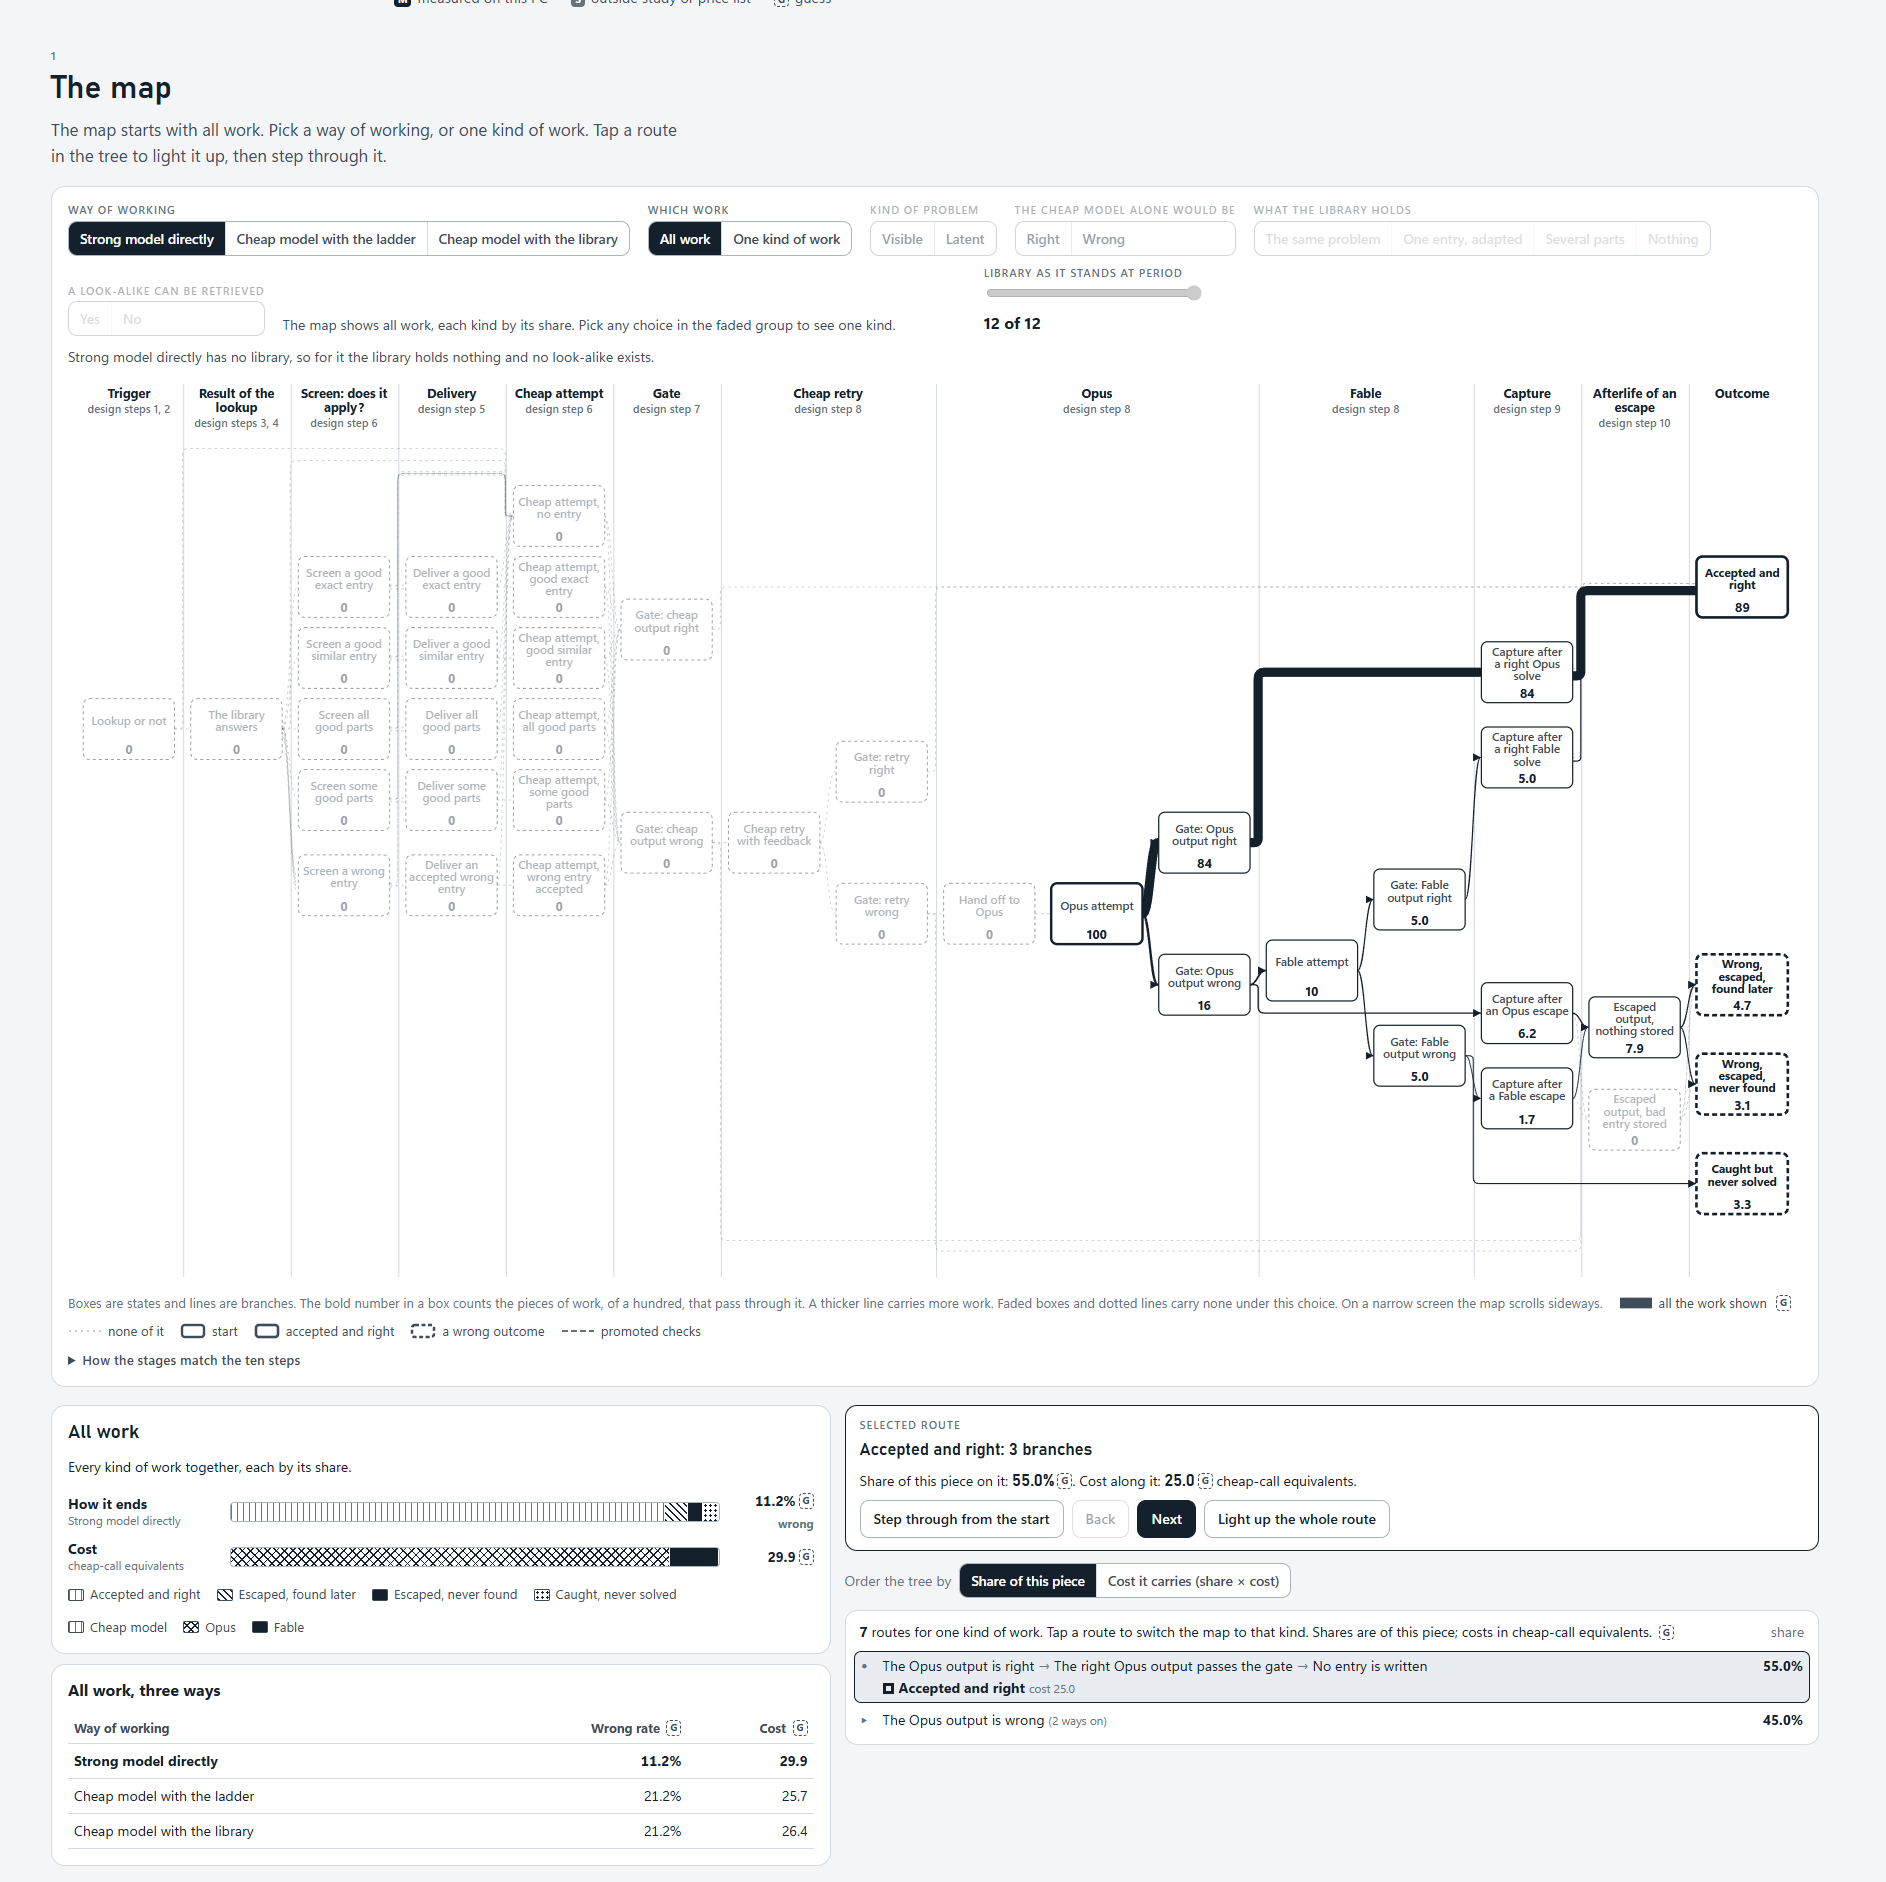 measured on this PC
outside study or price list
G guess
1
The map
The map starts with all work. Pick a way of working, or one kind of work. Tap a route
in the tree to light it up, then step through it.
WAY OF WORKING
Strong model directly
Cheap model with the ladder
Cheap model with the library
WHICH WORK
All work
One kind of work
KIND OF PROBLEM
Visible
Latent
THE CHEAP MODEL ALONE WOULD BE
Right
Wrong
WHAT THE LIBRARY HOLDS
The same problem
One entry, adapted
Several parts
Nothing
A LOOK-ALIKE CAN BE RETRIEVED
Yes
No
The map shows all work, each kind by its share. Pick any choice in the faded group to see one kind.
LIBRARY AS IT STANDS AT PERIOD
12 of 12
Strong model directly has no library, so for it the library holds nothing and no look-alike exists.
Trigger
design steps 1, 2
Result of the
lookup
design steps 3, 4
Screen: does it
apply?
design step 6
Delivery
design step 5
Cheap attempt
design step 6
Gate
design step 7
Cheap retry
design step 8
Opus
design step 8
Fable
design step 8
Capture
design step 9
Afterlife of an
escape
design step 10
Outcome
Lookup or not
0
The library
answers
0
Screen a good
exact entry
0
Screen a good
similar entry
0
Screen all
good parts
0
Screen some
good parts
0
Screen a wrong
entry
0
Deliver a good
exact entry
0
Deliver a good
similar entry
0
Deliver all
good parts
0
Deliver some
good parts
0
Deliver an
accepted wrong
entry
0
Cheap attempt,
no entry
0
Cheap attempt,
good exact
entry
0
Cheap attempt,
good similar
entry
0
Cheap attempt,
all good parts
0
Cheap attempt,
some good
parts
0
Cheap attempt,
wrong entry
accepted
0
Gate: cheap
output right
0
Gate: cheap
output wrong
0
Cheap retry
with feedback
0
Gate: retry
right
0
Gate: retry
wrong
0
Hand off to
Opus
0
Opus attempt
100
Gate: Opus
output right
84
Gate: Opus
output wrong
16
Fable attempt
10
Gate: Fable
output right
5.0
Gate: Fable
output wrong
5.0
Capture after
a right Opus
solve
84
Capture after
a right Fable
solve
5.0
Capture after
an Opus escape
6.2
Capture after
a Fable escape
1.7
Escaped
output,
nothing stored
7.9
Escaped
output, bad
entry stored
0
Accepted and
right
89
Wrong,
escaped,
found later
4.7
Wrong,
escaped,
never found
3.1
Caught but
never solved
3.3
Boxes are states and lines are branches. The bold number in a box counts the pieces of work, of a hundred, that pass through it. A thicker line carries more work. Faded boxes and dotted lines carry none under this choice. On a narrow screen the map scrolls sideways.
all the work shown G
none of it
start
accepted and right
a wrong outcome
promoted checks
▶ How the stages match the ten steps
All work
Every kind of work together, each by its share.
How it ends
Strong model directly
11.2% G
wrong
Cost
cheap-call equivalents
29.9 G
Accepted and right
Escaped, found later
Escaped, never found
Caught, never solved
Cheap model
Opus
Fable
All work, three ways
Way of working Wrong rate G Cost G
Strong model directly 11.2% 29.9
Cheap model with the ladder 21.2% 25.7
Cheap model with the library 21.2% 26.4
SELECTED ROUTE
Accepted and right: 3 branches
Share of this piece on it: 55.0% G. Cost along it: 25.0 G cheap-call equivalents.
Step through from the start
Back
Next
Light up the whole route
Order the tree by
Share of this piece
Cost it carries (share × cost)
7 routes for one kind of work. Tap a route to switch the map to that kind. Shares are of this piece; costs in cheap-call equivalents. G share
The Opus output is right → The right Opus output passes the gate → No entry is written 55.0%
Accepted and right cost 25.0
The Opus output is wrong (2 ways on) 45.0%